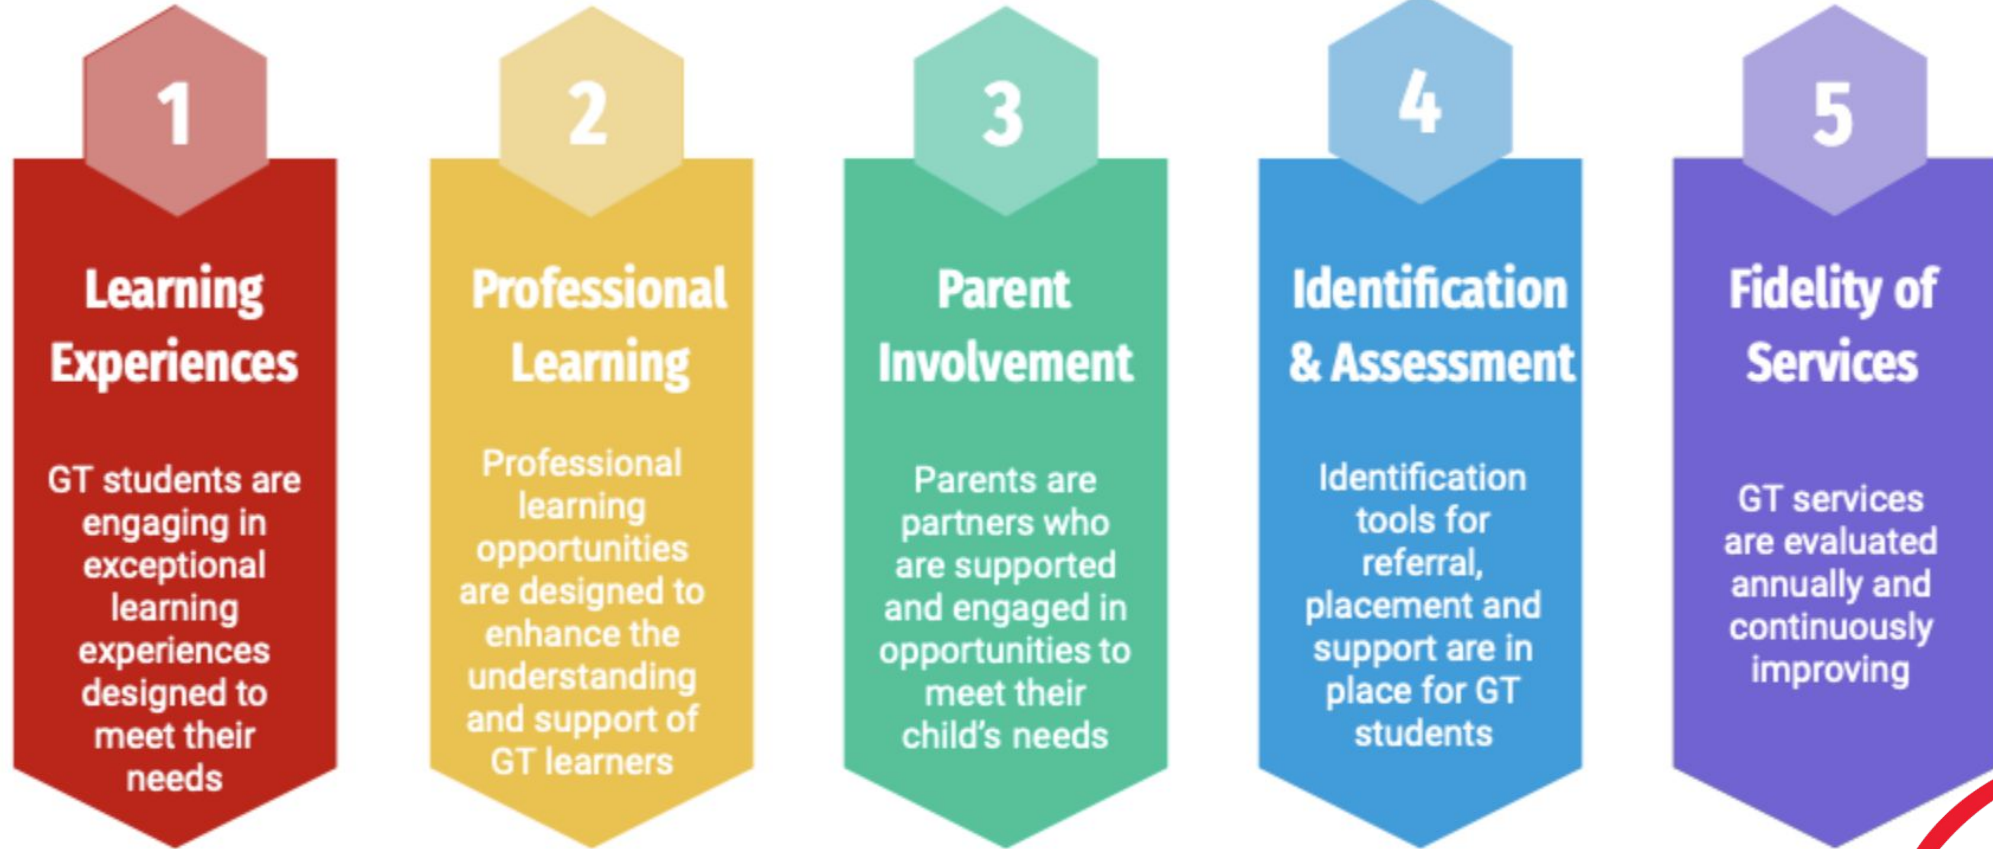 1
Learning
Experiences
GT students are
engaging in
exceptional
learning
experiences
designed to
meet their
needs
2
Professional
Learning
Professional
learning
opportunities
are designed to
enhance the
understanding
and support of
GT learners
3
Parent
Involvement
Parents are
partners who
are supported
and engaged in
opportunities to
meet their
child's needs
4
Identification
& Assessment
Identification
tools for
referral,
placement and
support are in
place for GT
students
5
Fidelity of
Services
GT services
are evaluated
annually and
continuously
improving